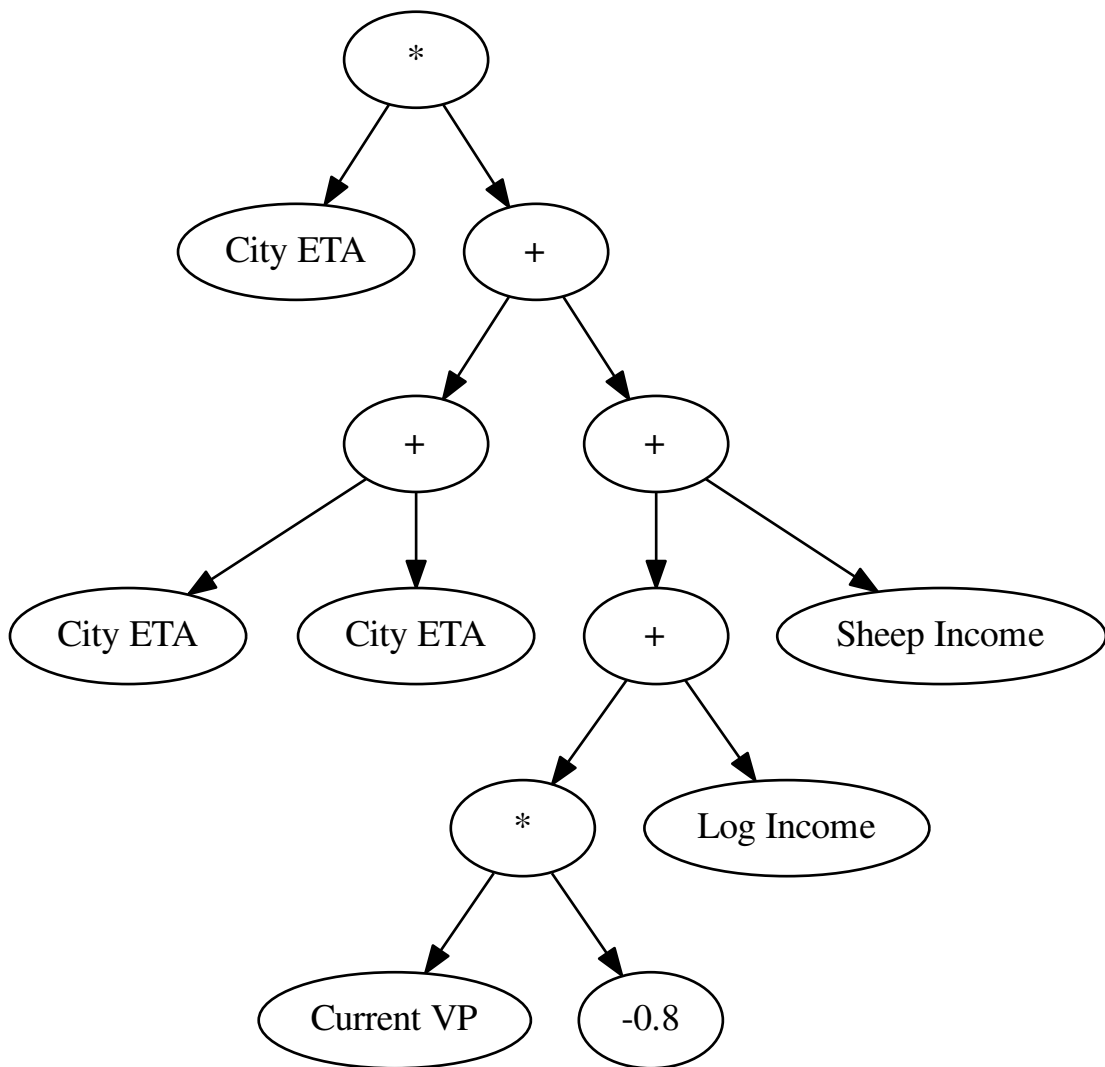 *
City ETA
+
+
+
City ETA
City ETA
+
Sheep Income
*
Log Income
Current VP
-0.8